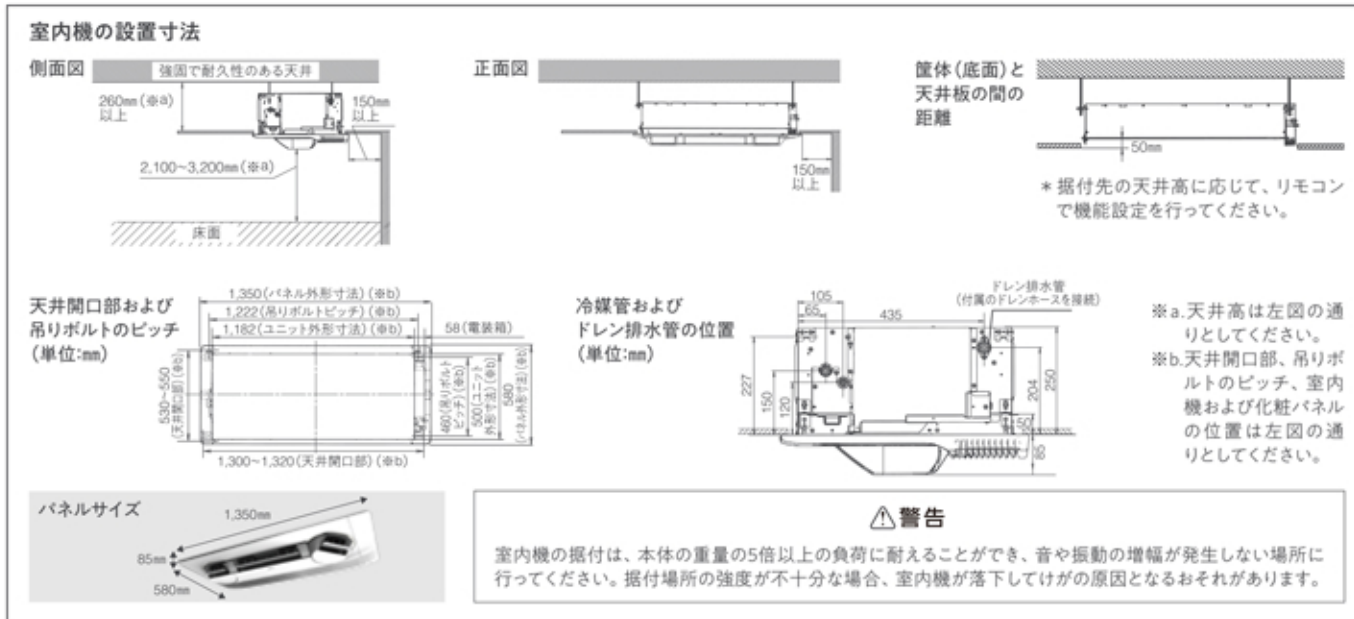 室内機の設置寸法
側面図
強固で耐久性のある天井
260㎜(※a)
以上
150㎜
以上
2,100~3,200㎜(※a)
床面
正面図
150㎜
以上
筐体(底面)と
天井板の間の
距離
50㎜
*据付先の天井高に応じて、リモコン
で機能設定を行ってください。
天井開口部および
吊りボルトのピッチ
(単位:㎜)
1,350(パネル外形寸法)(※b)
1,222(吊りボルトピッチ)(※b)
1,182(ユニット外形寸法)(※b)
58(電装箱)
530~550
(天井開口部)(※b)
460(吊りボルト
ピッチ)(※b)
500(ユニット
外形寸法)(※b)
580
(パネル外形寸法)(※b)
1,300~1,320(天井開口部)(※b)
冷媒管および
ドレン排水管の位置
(単位:㎜)
ドレン排水管
(付属のドレンホースを接続)
105
65
435
227
150
120
204
250
50
85
※a.天井高は左図の通
りとしてください。
※b.天井開口部、吊りボ
ルトのピッチ、室内
機および化粧パネル
の位置は左図の通
りとしてください。
パネルサイズ
1,350㎜
85㎜
580㎜
警告
室内機の据付は、本体の重量の5倍以上の負荷に耐えることができ、音や振動の増幅が発生しない場所に
行ってください。据付場所の強度が不十分な場合、室内機が落下してけがの原因となるおそれがあります。